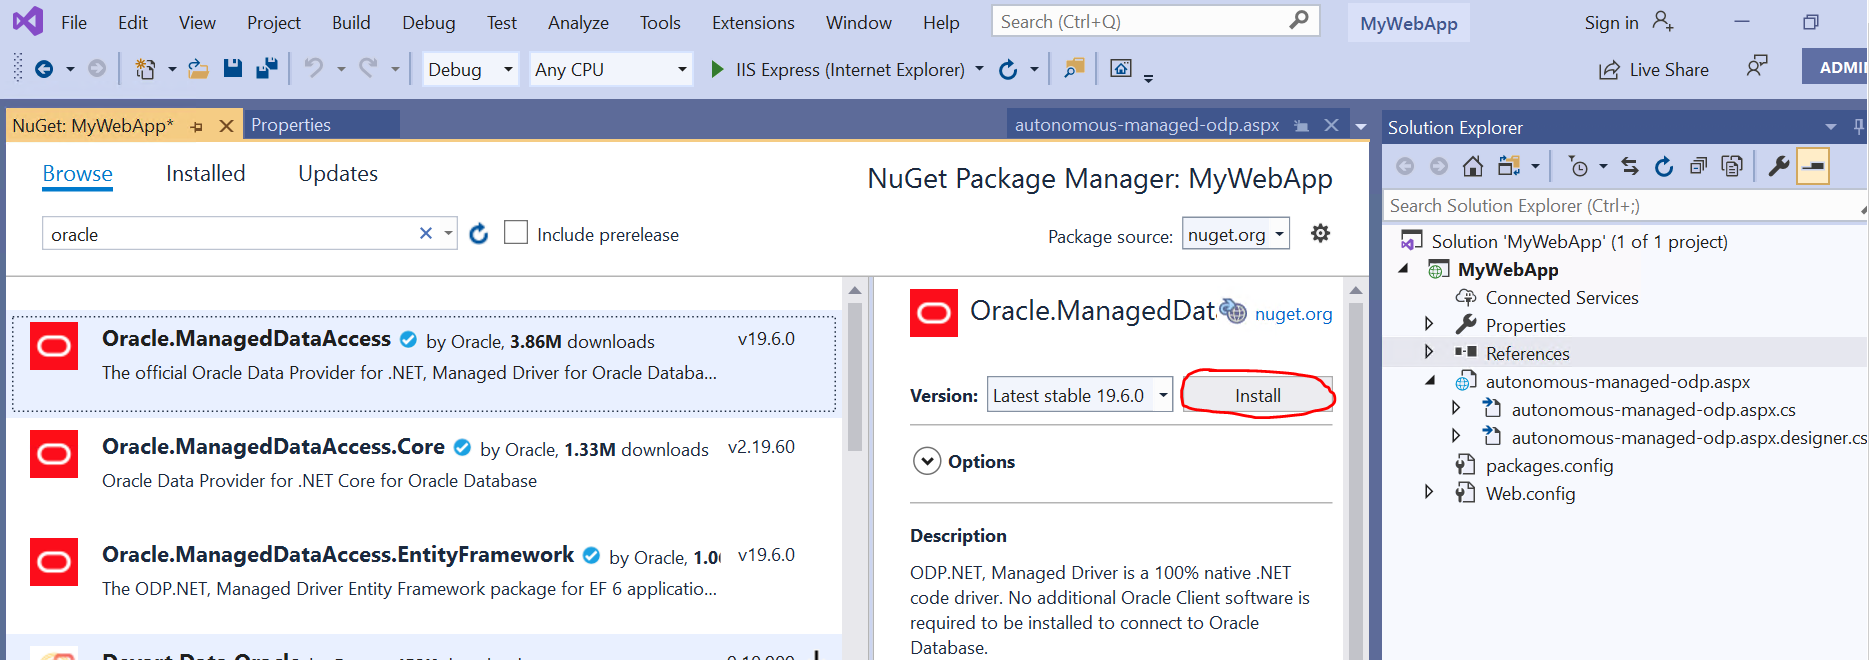 File Edit View Project Build Debug Test Analyze Tools Extensions Window Help Search (Ctrl+Q) MyWebApp Sign in
Debug Any CPU IIS Express (Internet Explorer) Live Share ADMI
NuGet: MyWebApp* Properties autonomous-managed-odp.aspx
Browse Installed Updates
NuGet Package Manager: MyWebApp
oracle
Include prerelease
Package source: nuget.org
Oracle.ManagedDataAccess by Oracle, 3.86M downloads v19.6.0
The official Oracle Data Provider for .NET, Managed Driver for Oracle Databa...
Oracle.ManagedDataAccess.Core by Oracle, 1.33M downloads v2.19.60
Oracle Data Provider for .NET Core for Oracle Database
Oracle.ManagedDataAccess.EntityFramework by Oracle, v19.6.0
The ODP.NET, Managed Driver Entity Framework package for EF 6 applicatio...
Oracle.ManagedDat nuget.org
Version: Latest stable 19.6.0 Install
Options
Description
ODP.NET, Managed Driver is a 100% native .NET
code driver. No additional Oracle Client software is
required to be installed to connect to Oracle
Database.
Solution Explorer
Search Solution Explorer (Ctrl+;)
Solution 'MyWebApp' (1 of 1 project)
MyWebApp
Connected Services
Properties
References
autonomous-managed-odp.aspx
autonomous-managed-odp.aspx.cs
autonomous-managed-odp.aspx.designer.cs
packages.config
Web.config